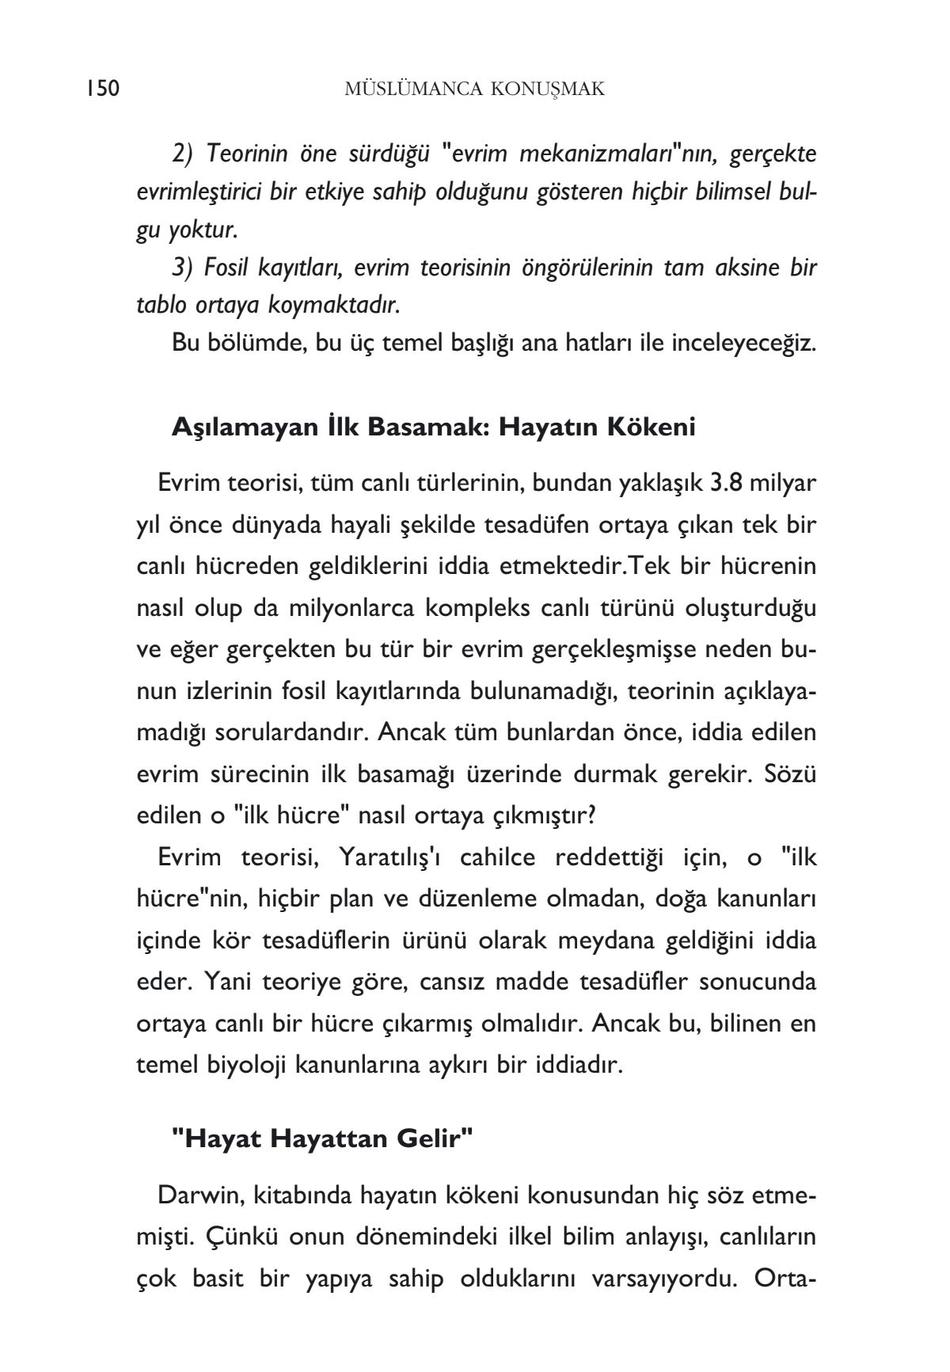 150
MÜSLÜMANCA KONUŞMAK
2) Teorinin öne sürdüğü "evrim mekanizmaları"nın, gerçekte
evrimleştirici bir etkiye sahip olduğunu gösteren hiçbir bilimsel bul-
gu yoktur.
3) Fosil kayıtları, evrim teorisinin öngörülerinin tam aksine bir
tablo ortaya koymaktadır.
Bu bölümde, bu üç temel başlığı ana hatları ile inceleyeceğiz.
Aşılamayan İlk Basamak: Hayatın Kökeni
Evrim teorisi, tüm canlı türlerinin, bundan yaklaşık 3.8 milyar
yıl önce dünyada hayali şekilde tesadüfen ortaya çıkan tek bir
canlı hücreden geldiklerini iddia etmektedir.Tek bir hücrenin
nasıl olup da milyonlarca kompleks canlı türünü oluşturduğu
ve eğer gerçekten bu tür bir evrim gerçekleşmişse neden bu-
nun izlerinin fosil kayıtlarında bulunamadığı, teorinin açıklaya-
madığı sorulardandır. Ancak tüm bunlardan önce, iddia edilen
evrim sürecinin ilk basamağı üzerinde durmak gerekir. Sözü
edilen o "ilk hücre" nasıl ortaya çıkmıştır?
Evrim teorisi, Yaratılış'ı cahilce reddettiği için, o "ilk
hücre"nin, hiçbir plan ve düzenleme olmadan, doğa kanunları
içinde kör tesadüflerin ürünü olarak meydana geldiğini iddia
eder. Yani teoriye göre, cansız madde tesadüfler sonucunda
ortaya canlı bir hücre çıkarmış olmalıdır. Ancak bu, bilinen en
temel biyoloji kanunlarına aykırı bir iddiadır.
"Hayat Hayattan Gelir"
Darwin, kitabında hayatın kökeni konusundan hiç söz etme-
mişti. Çünkü onun dönemindeki ilkel bilim anlayışı, canlıların
çok basit bir yapıya sahip olduklarını varsayıyordu. Orta-